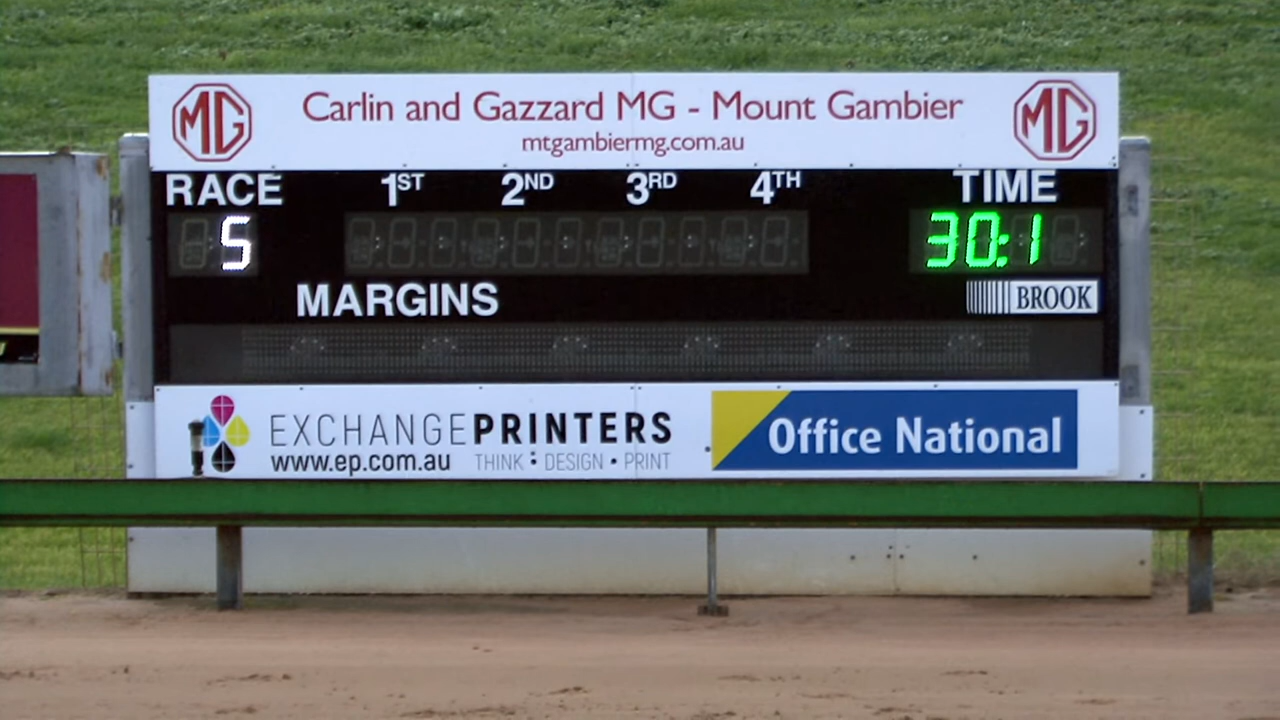 MG Carlin and Gazzard MG - Mount Gambier MG
mtgambiermg.com.au
RACE 1ST 2ND 3RD 4TH TIME
5 30:1
MARGINS BROOK
EXCHANGEPRINTERS Office National
www.ep.com.au THINK • DESIGN • PRINT